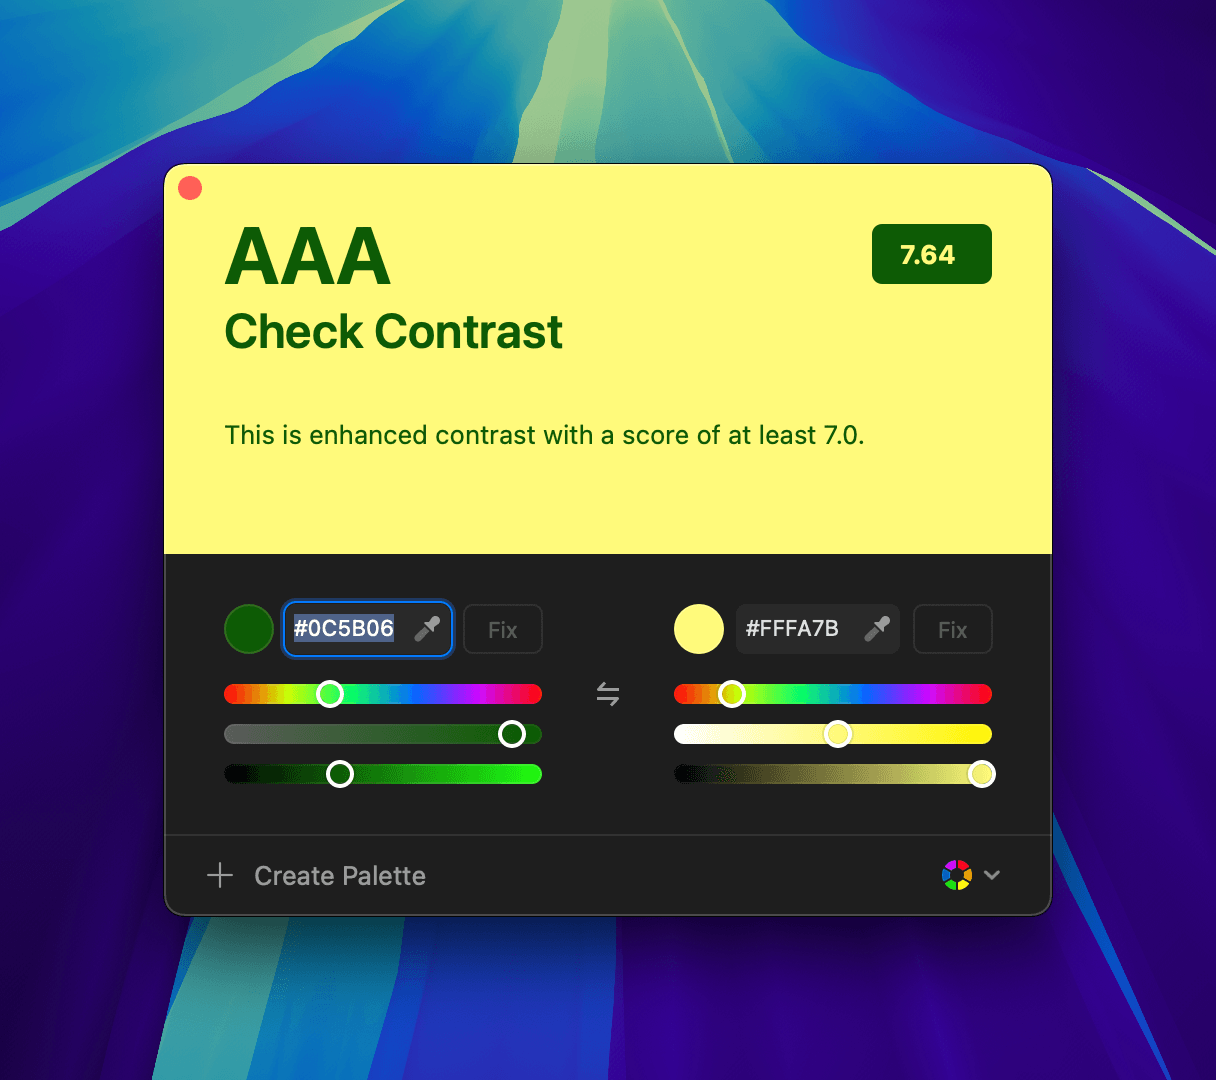 AAA
7.64
Check Contrast
This is enhanced contrast with a score of at least 7.0.
#0C5B06
Fix
#FFFA7B
Fix
Create Palette